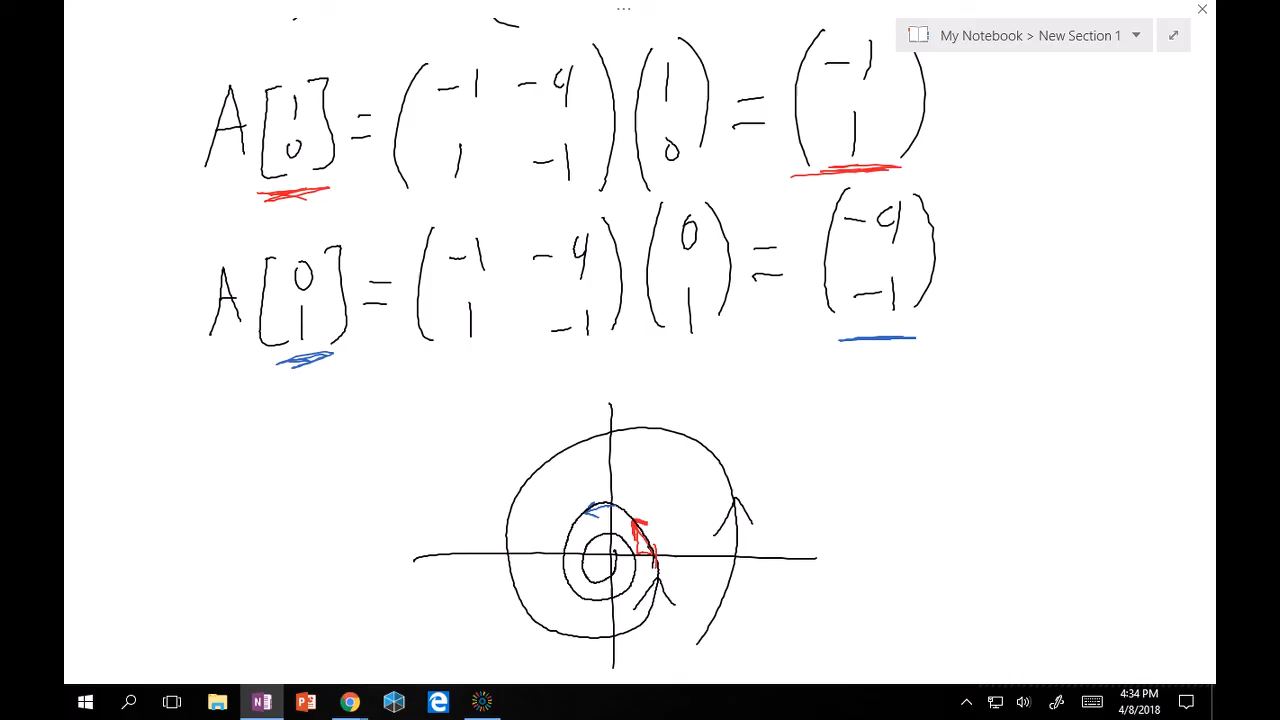 My Notebook > New Section 1
A [1 0] = (-1 -4 1 -1) (1 0) = (-1 1)
A [0 1] = (-1 -4 1 -1) (0 1) = (-4 -1)
4:34 PM
4/8/2018